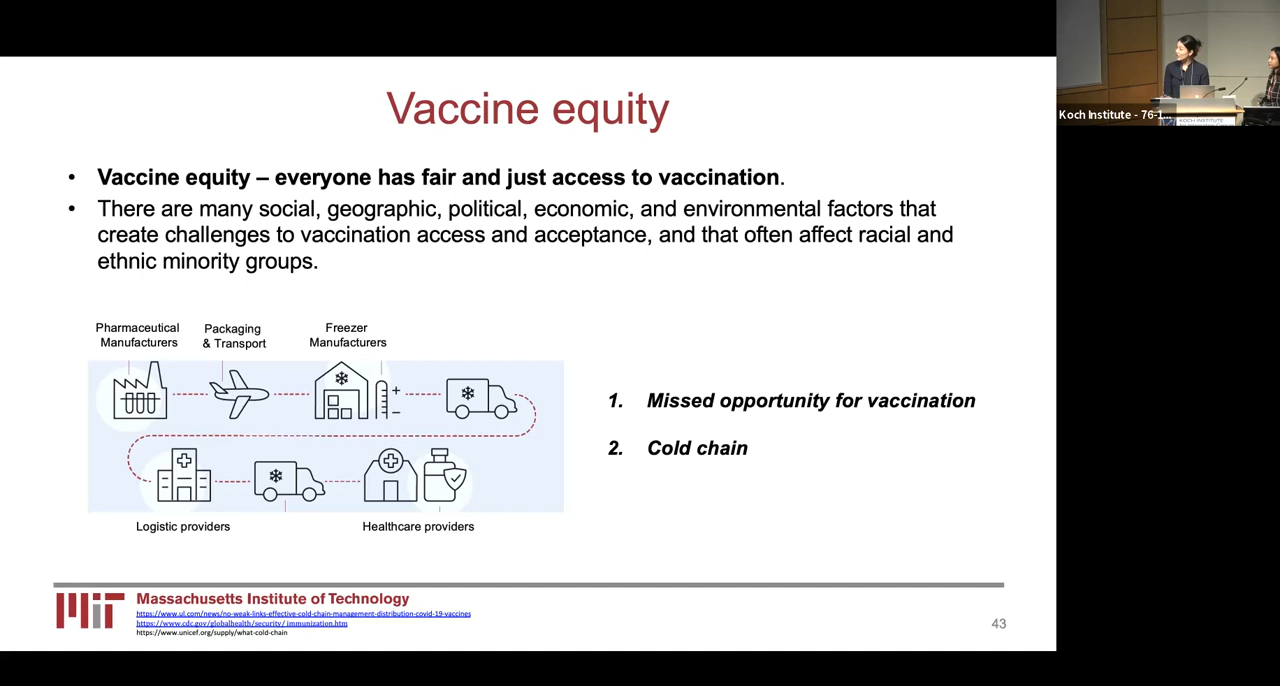 Vaccine equity
• Vaccine equity – everyone has fair and just access to vaccination.
• There are many social, geographic, political, economic, and environmental factors that
create challenges to vaccination access and acceptance, and that often affect racial and
ethnic minority groups.
Pharmaceutical
Manufacturers
Packaging
& Transport
Freezer
Manufacturers
Logistic providers
Healthcare providers
1. Missed opportunity for vaccination
2. Cold chain
MIT
Massachusetts Institute of Technology
https://www.ul.com/news/no-weak-links-effective-cold-chain-management-distribution-covid-19-vaccines
https://www.cdc.gov/globalhealth/security/ immunization.htm
https://www.unicef.org/supply/what-cold-chain
43
Koch Institute - 76-1...
KOCH INSTITUTE